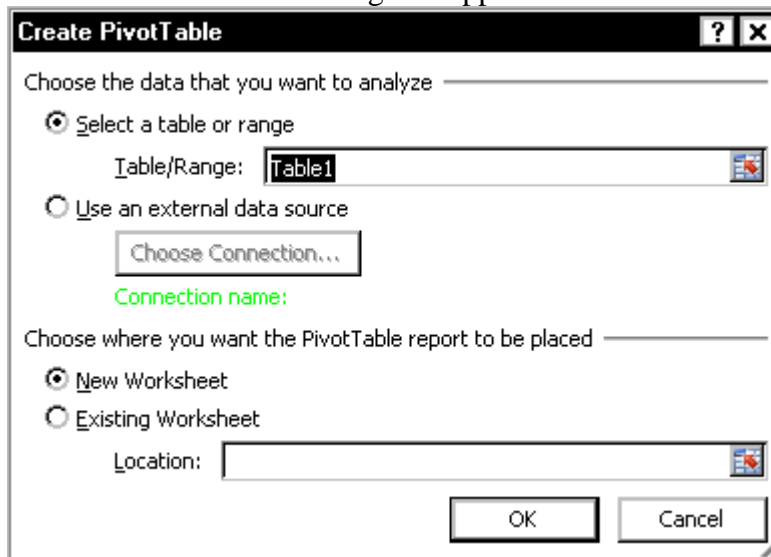 Create PivotTable ? X
Choose the data that you want to analyze
Select a table or range
Table/Range: Table1
Use an external data source
Choose Connection...
Connection name:
Choose where you want the PivotTable report to be placed
New Worksheet
Existing Worksheet
Location:
OK Cancel